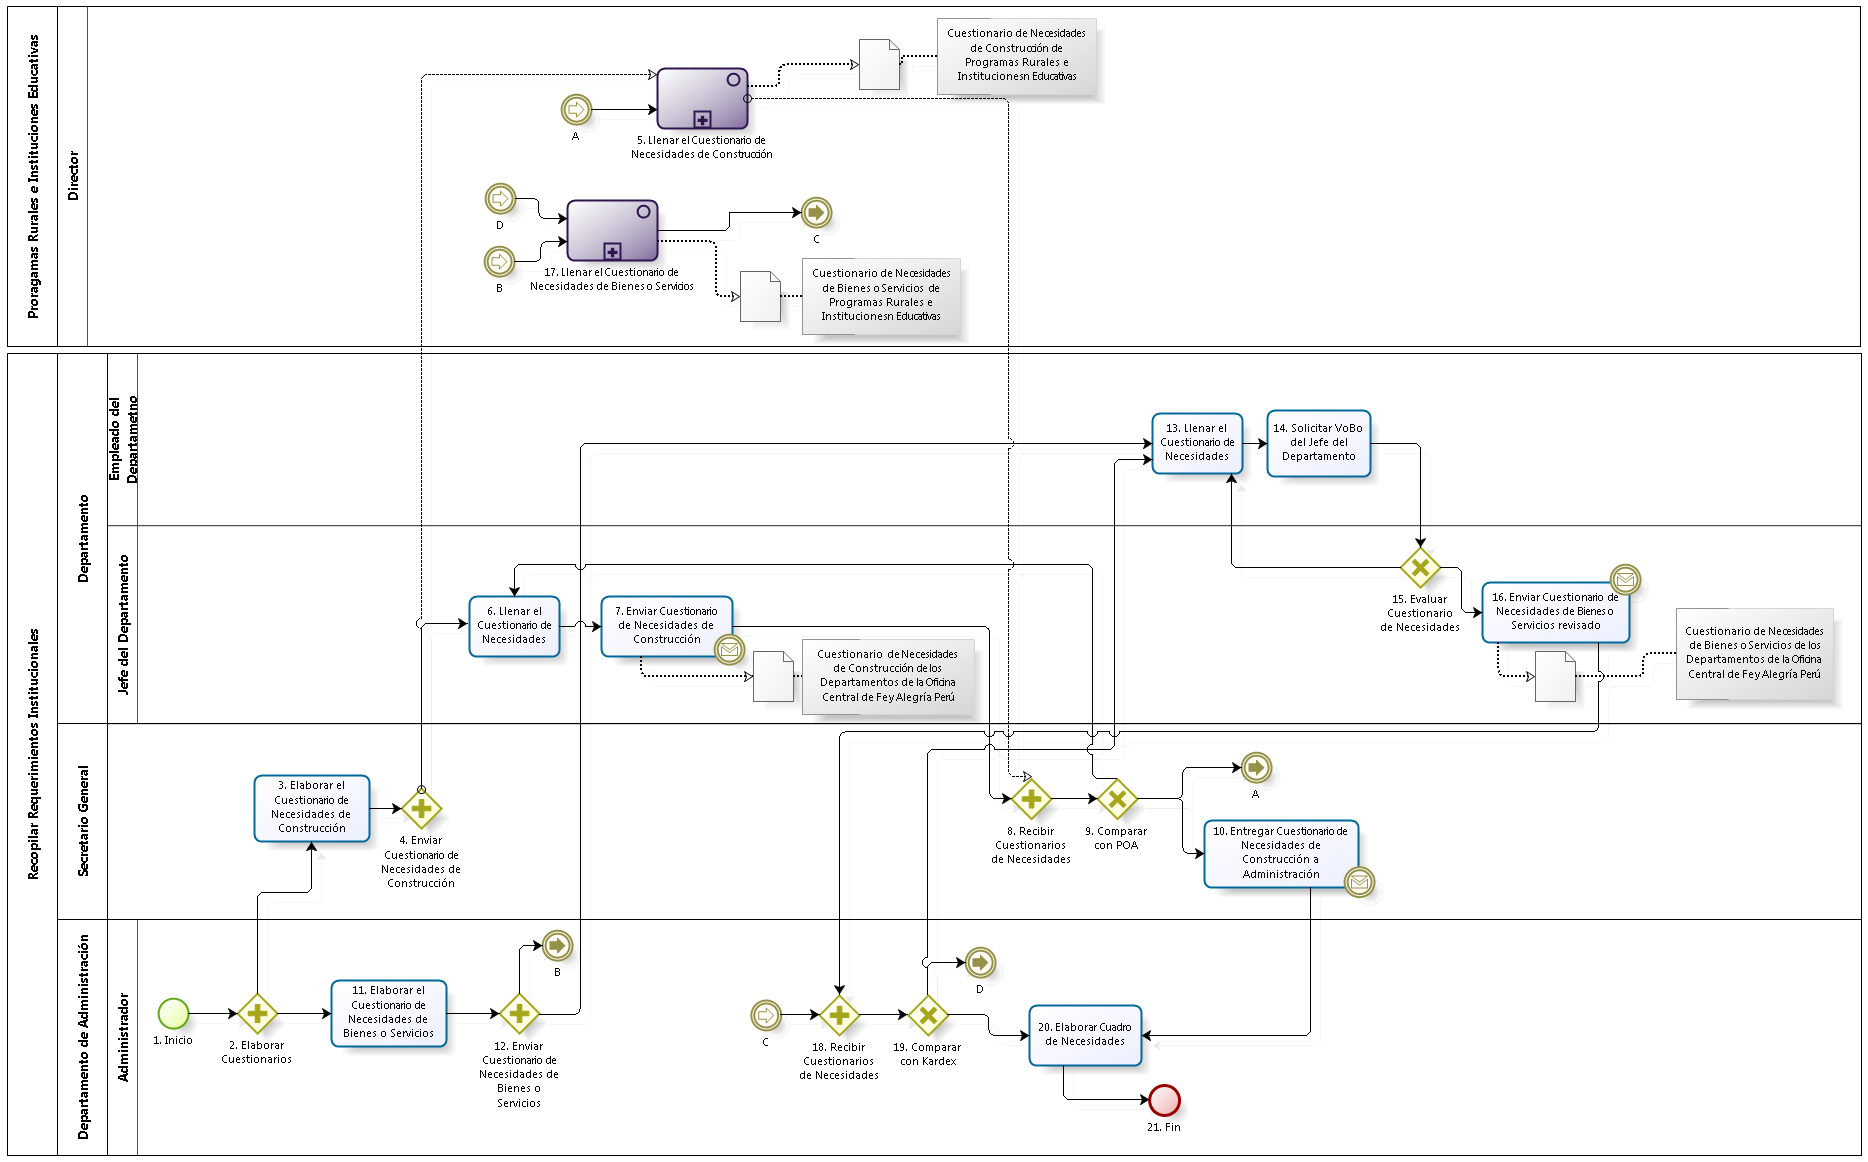 Proragamas Rurales e Instituciones Educativas
Director
Cuestionario de Necesidades
de Construcción de
Programas Rurales e
Institucionesn Educativas
A
5. Llenar el Cuestionario de
Necesidades de Construcción
D
B
17. Llenar el Cuestionario de
Necesidades de Bienes o Servicios
C
Cuestionario de Necesidades
de Bienes o Servicios de
Programas Rurales e
Institucionesn Educativas
Recopilar Requerimientos Institucionales
Departamento
Empleado del
Departametno
13. Llenar el
Cuestionario de
Necesidades
14. Solicitar VoBo
del Jefe del
Departamento
Jefe del Departamento
6. Llenar el
Cuestionario de
Necesidades
7. Enviar Cuestionario
de Necesidades de
Construcción
Cuestionario de Necesidades
de Construcción de los
Departamentos de la Oficina
Central de Fe y Alegría Perú
15. Evaluar
Cuestionario
de Necesidades
16. Enviar Cuestionario de
Necesidades de Bienes o
Servicios revisado
Cuestionario de Necesidades
de Bienes o Servicios de los
Departamentos de la Oficina
Central de Fe y Alegría Perú
Secretario General
3. Elaborar el
Cuestionario de
Necesidades de
Construcción
4. Enviar
Cuestionario de
Necesidades de
Construcción
8. Recibir
Cuestionarios
de Necesidades
9. Comparar
con POA
A
10. Entregar Cuestionario de
Necesidades de
Construcción a
Administración
Departamento de Administración
Administrador
1. Inicio
2. Elaborar
Cuestionarios
11. Elaborar el
Cuestionario de
Necesidades de
Bienes o Servicios
12. Enviar
Cuestionario de
Necesidades de
Bienes o
Servicios
B
C
18. Recibir
Cuestionarios
de Necesidades
19. Comparar
con Kardex
D
20. Elaborar Cuadro
de Necesidades
21. Fin